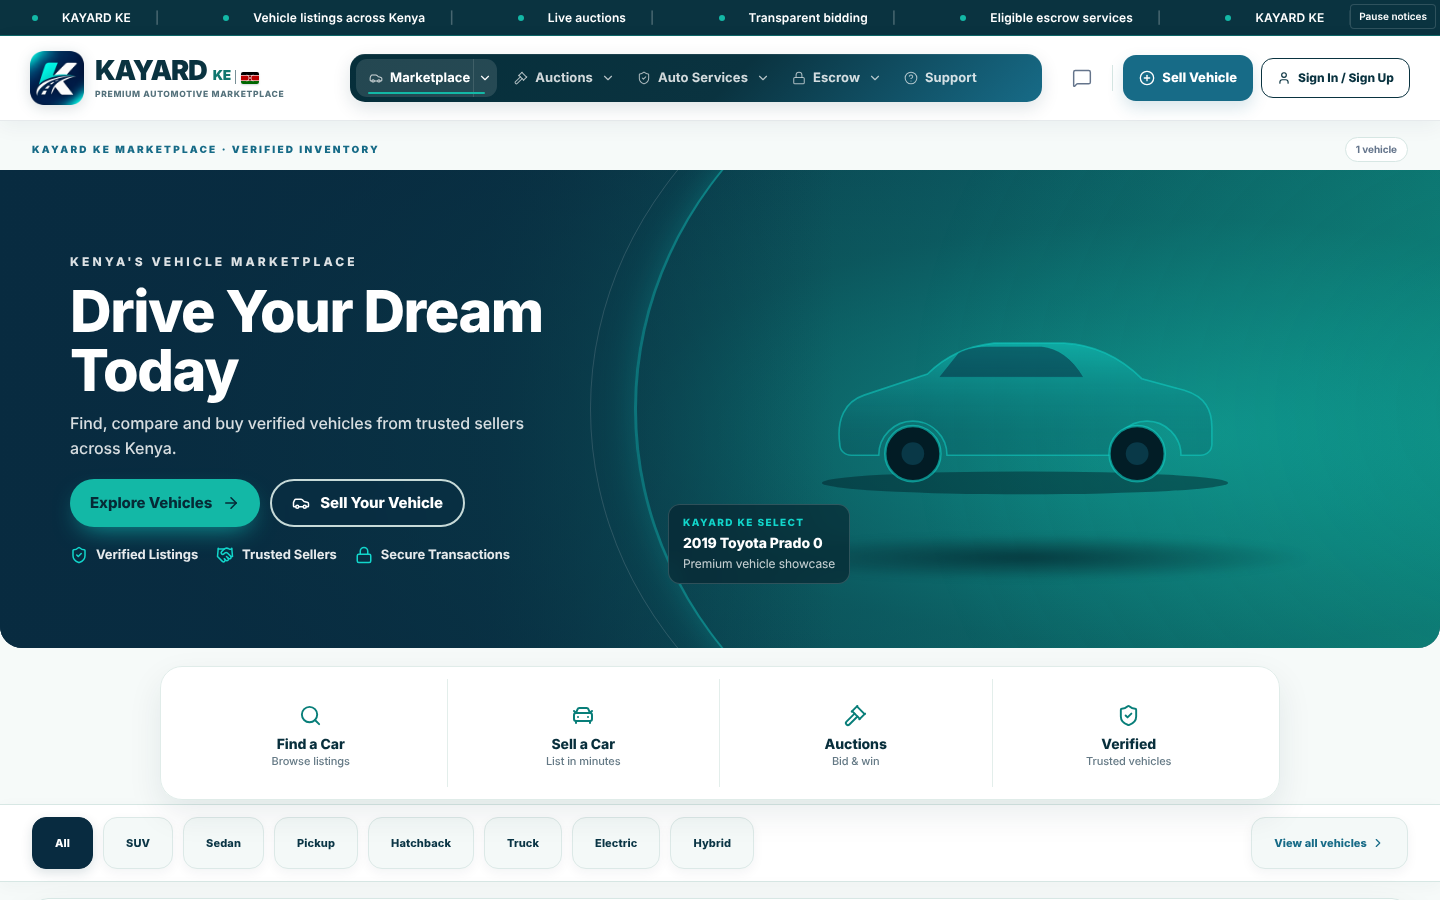 KAYARD KE
Vehicle listings across Kenya
Live auctions
Transparent bidding
Eligible escrow services
KAYARD KE
Pause notices
KAYARD KE
PREMIUM AUTOMOTIVE MARKETPLACE
Marketplace
Auctions
Auto Services
Escrow
Support
Sell Vehicle
Sign In / Sign Up
KAYARD KE MARKETPLACE · VERIFIED INVENTORY
1 vehicle
KENYA'S VEHICLE MARKETPLACE
Drive Your Dream
Today
Find, compare and buy verified vehicles from trusted sellers
across Kenya.
Explore Vehicles
Sell Your Vehicle
Verified Listings
Trusted Sellers
Secure Transactions
KAYARD KE SELECT
2019 Toyota Prado 0
Premium vehicle showcase
Find a Car
Browse listings
Sell a Car
List in minutes
Auctions
Bid & win
Verified
Trusted vehicles
All
SUV
Sedan
Pickup
Hatchback
Truck
Electric
Hybrid
View all vehicles